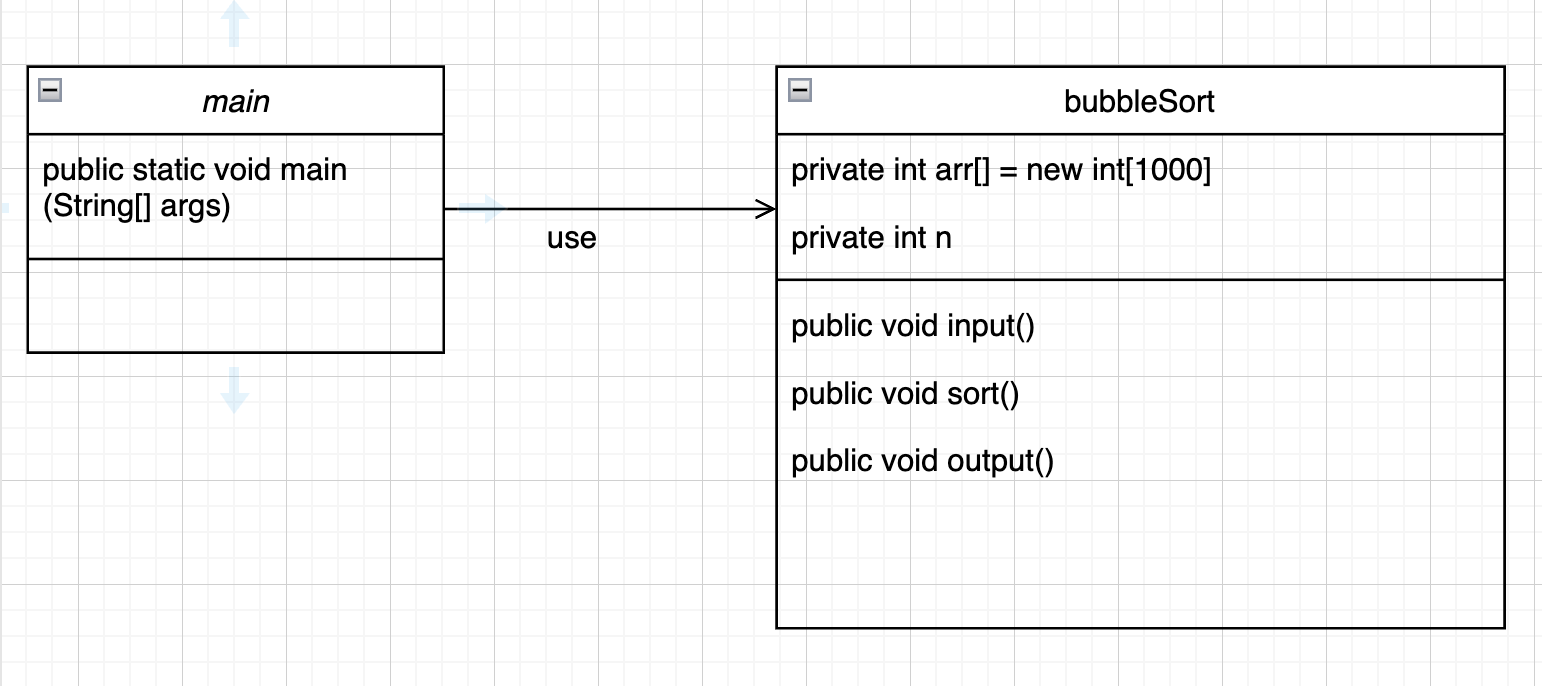 main
public static void main
(String[] args)
use
bubbleSort
private int arr[] = new int[1000]
private int n
public void input()
public void sort()
public void output()